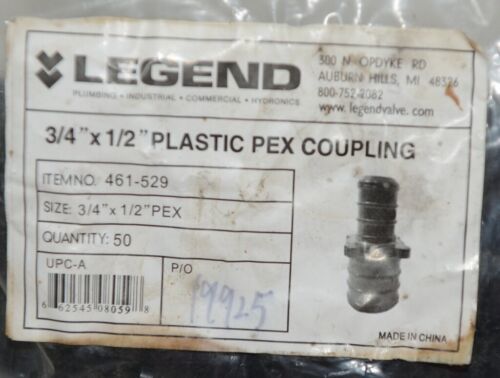 LEGEND
PLUMBING • INDUSTRIAL • COMMERCIAL • HYDRONICS
300 N OPDYKE RD
AUBURN HILLS, MI 48326
800-752-2082
www.legendvalve.com
3/4"x 1/2" PLASTIC PEX COUPLING
ITEM NO. 461-529
SIZE: 3/4"x 1/2"PEX
QUANTITY: 50
UPC-A
6 62545 08059 8
P/O
19925
MADE IN CHINA